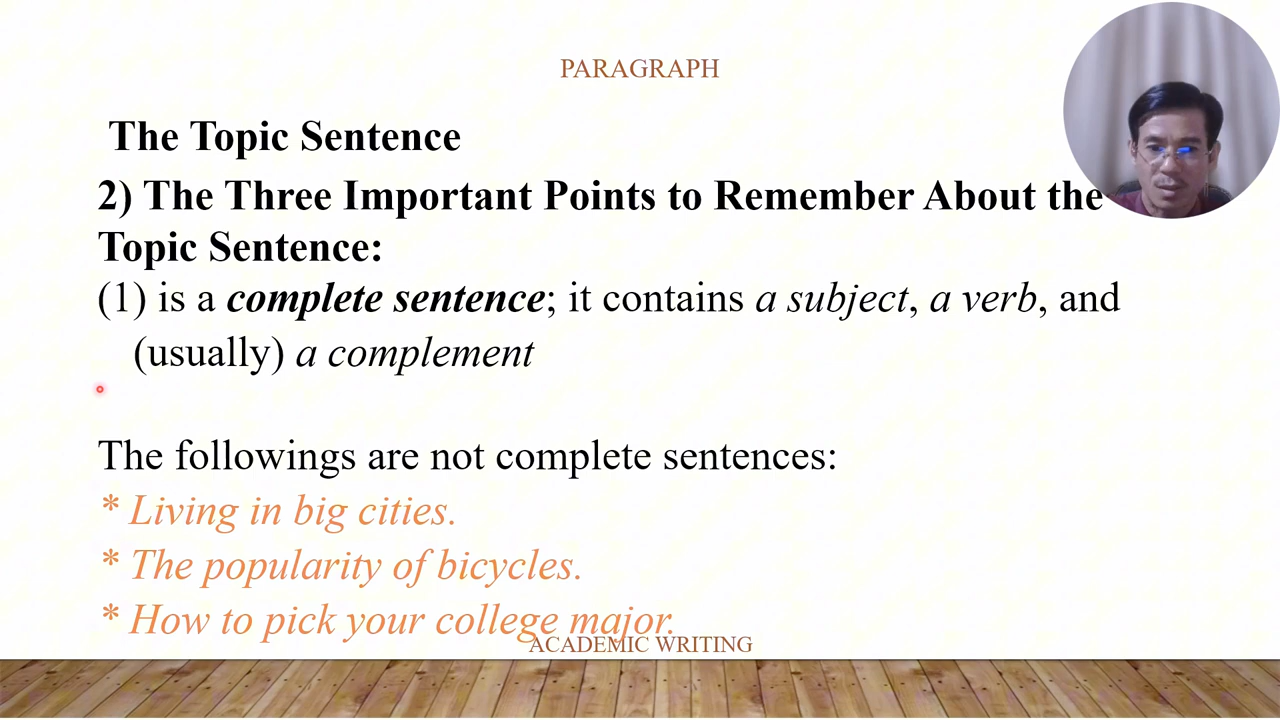 PARAGRAPH
The Topic Sentence
2) The Three Important Points to Remember About the
Topic Sentence:
(1) is a complete sentence; it contains a subject, a verb, and
(usually) a complement
The followings are not complete sentences:
* Living in big cities.
* The popularity of bicycles.
* How to pick your college major.
ACADEMIC WRITING